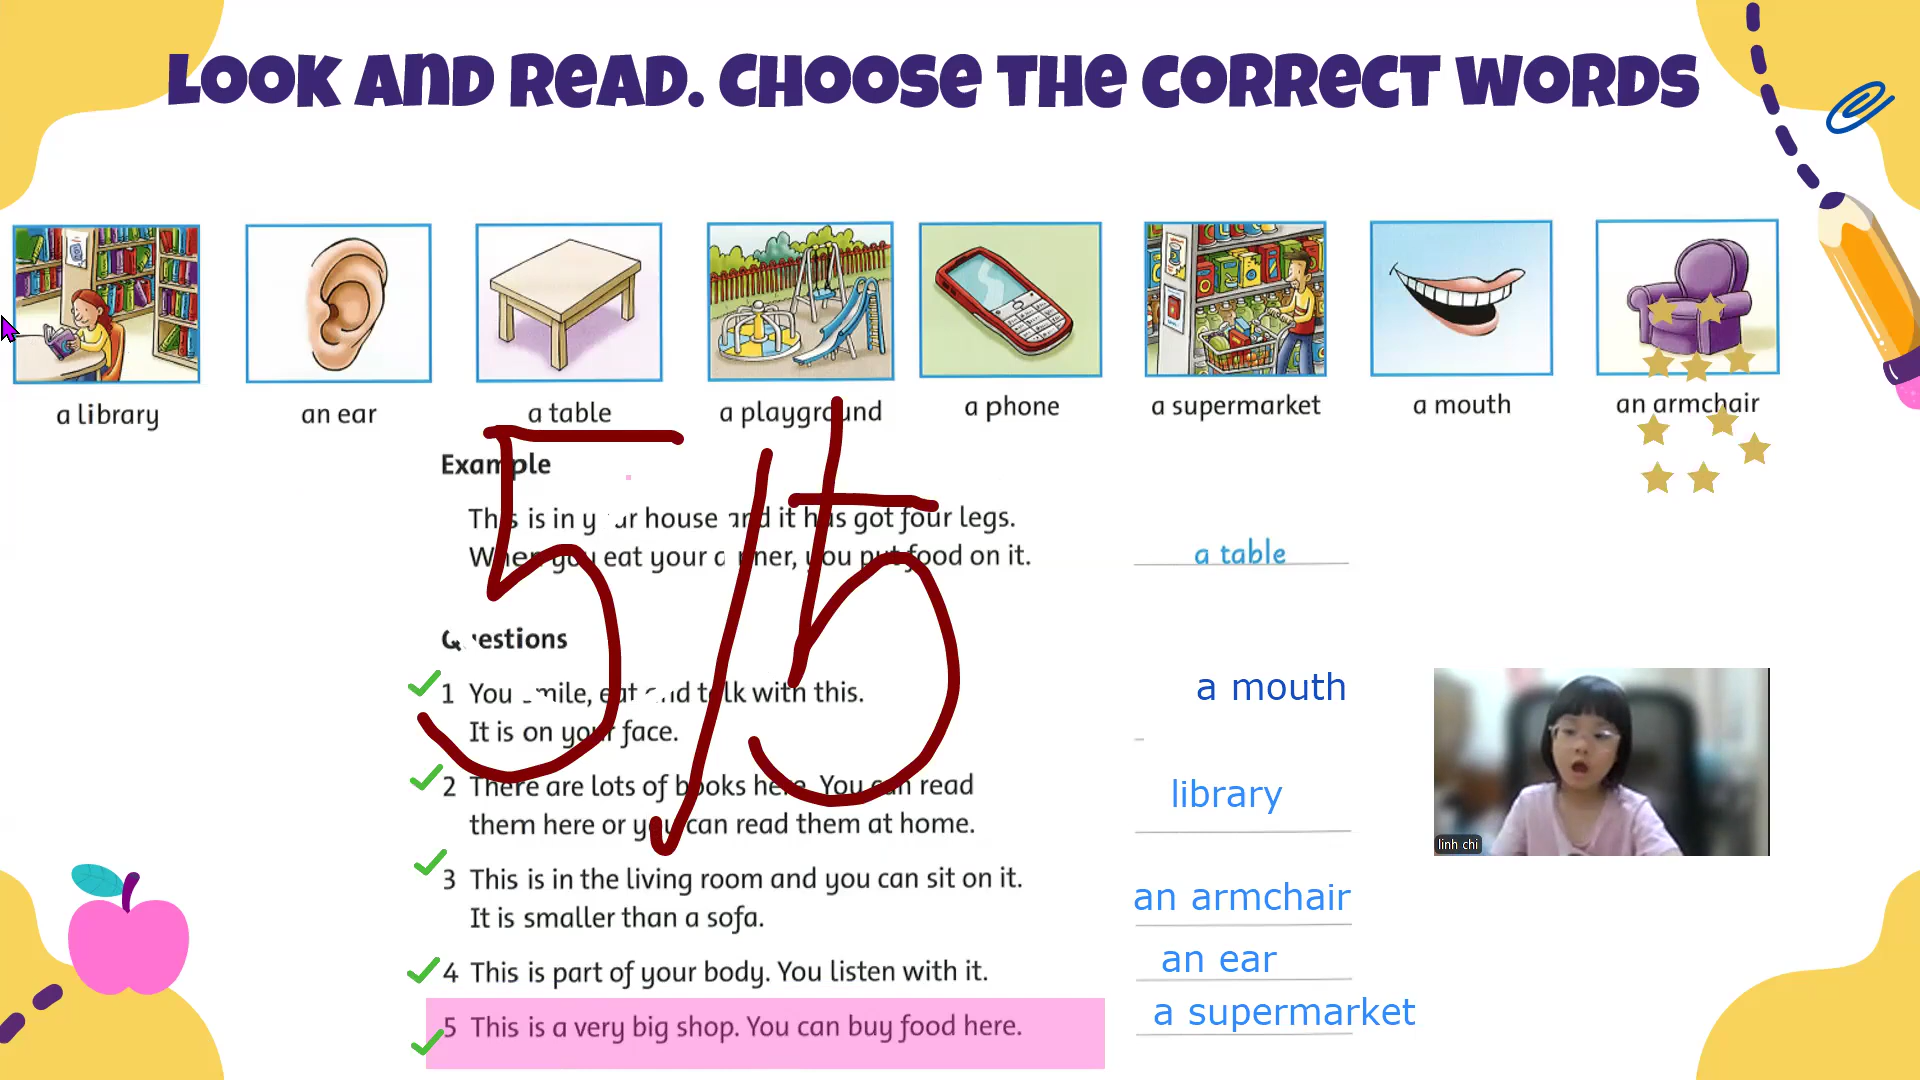 LOOK AND READ. CHOOSE THE CORRECT WORDS
a library
an ear
a table
a playground
a phone
a supermarket
a mouth
an armchair
Example
This is in your house and it has got four legs.
When you eat your dinner, you put food on it.
a table
5/5
Questions
1 You smile, eat and talk with this.
It is on your face.
a mouth
2 There are lots of books here. You can read
them here or you can read them at home.
library
3 This is in the living room and you can sit on it.
It is smaller than a sofa.
an armchair
4 This is part of your body. You listen with it.
an ear
5 This is a very big shop. You can buy food here.
a supermarket
linh chi